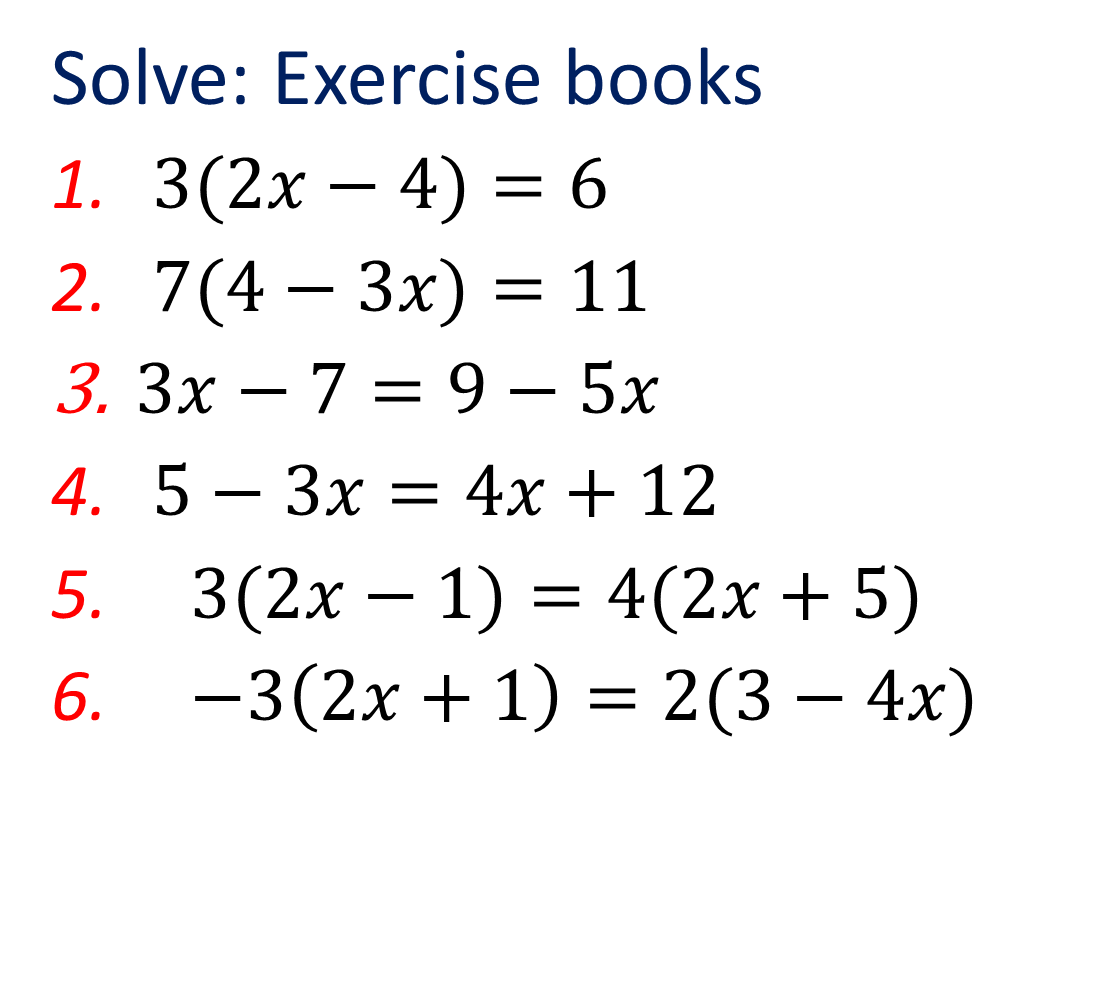 Solve: Exercise books
1. 3(2x − 4) = 6
2. 7(4 − 3x) = 11
3. 3x − 7 = 9 − 5x
4. 5 − 3x = 4x + 12
5. 3(2x − 1) = 4(2x + 5)
6. −3(2x + 1) = 2(3 − 4x)